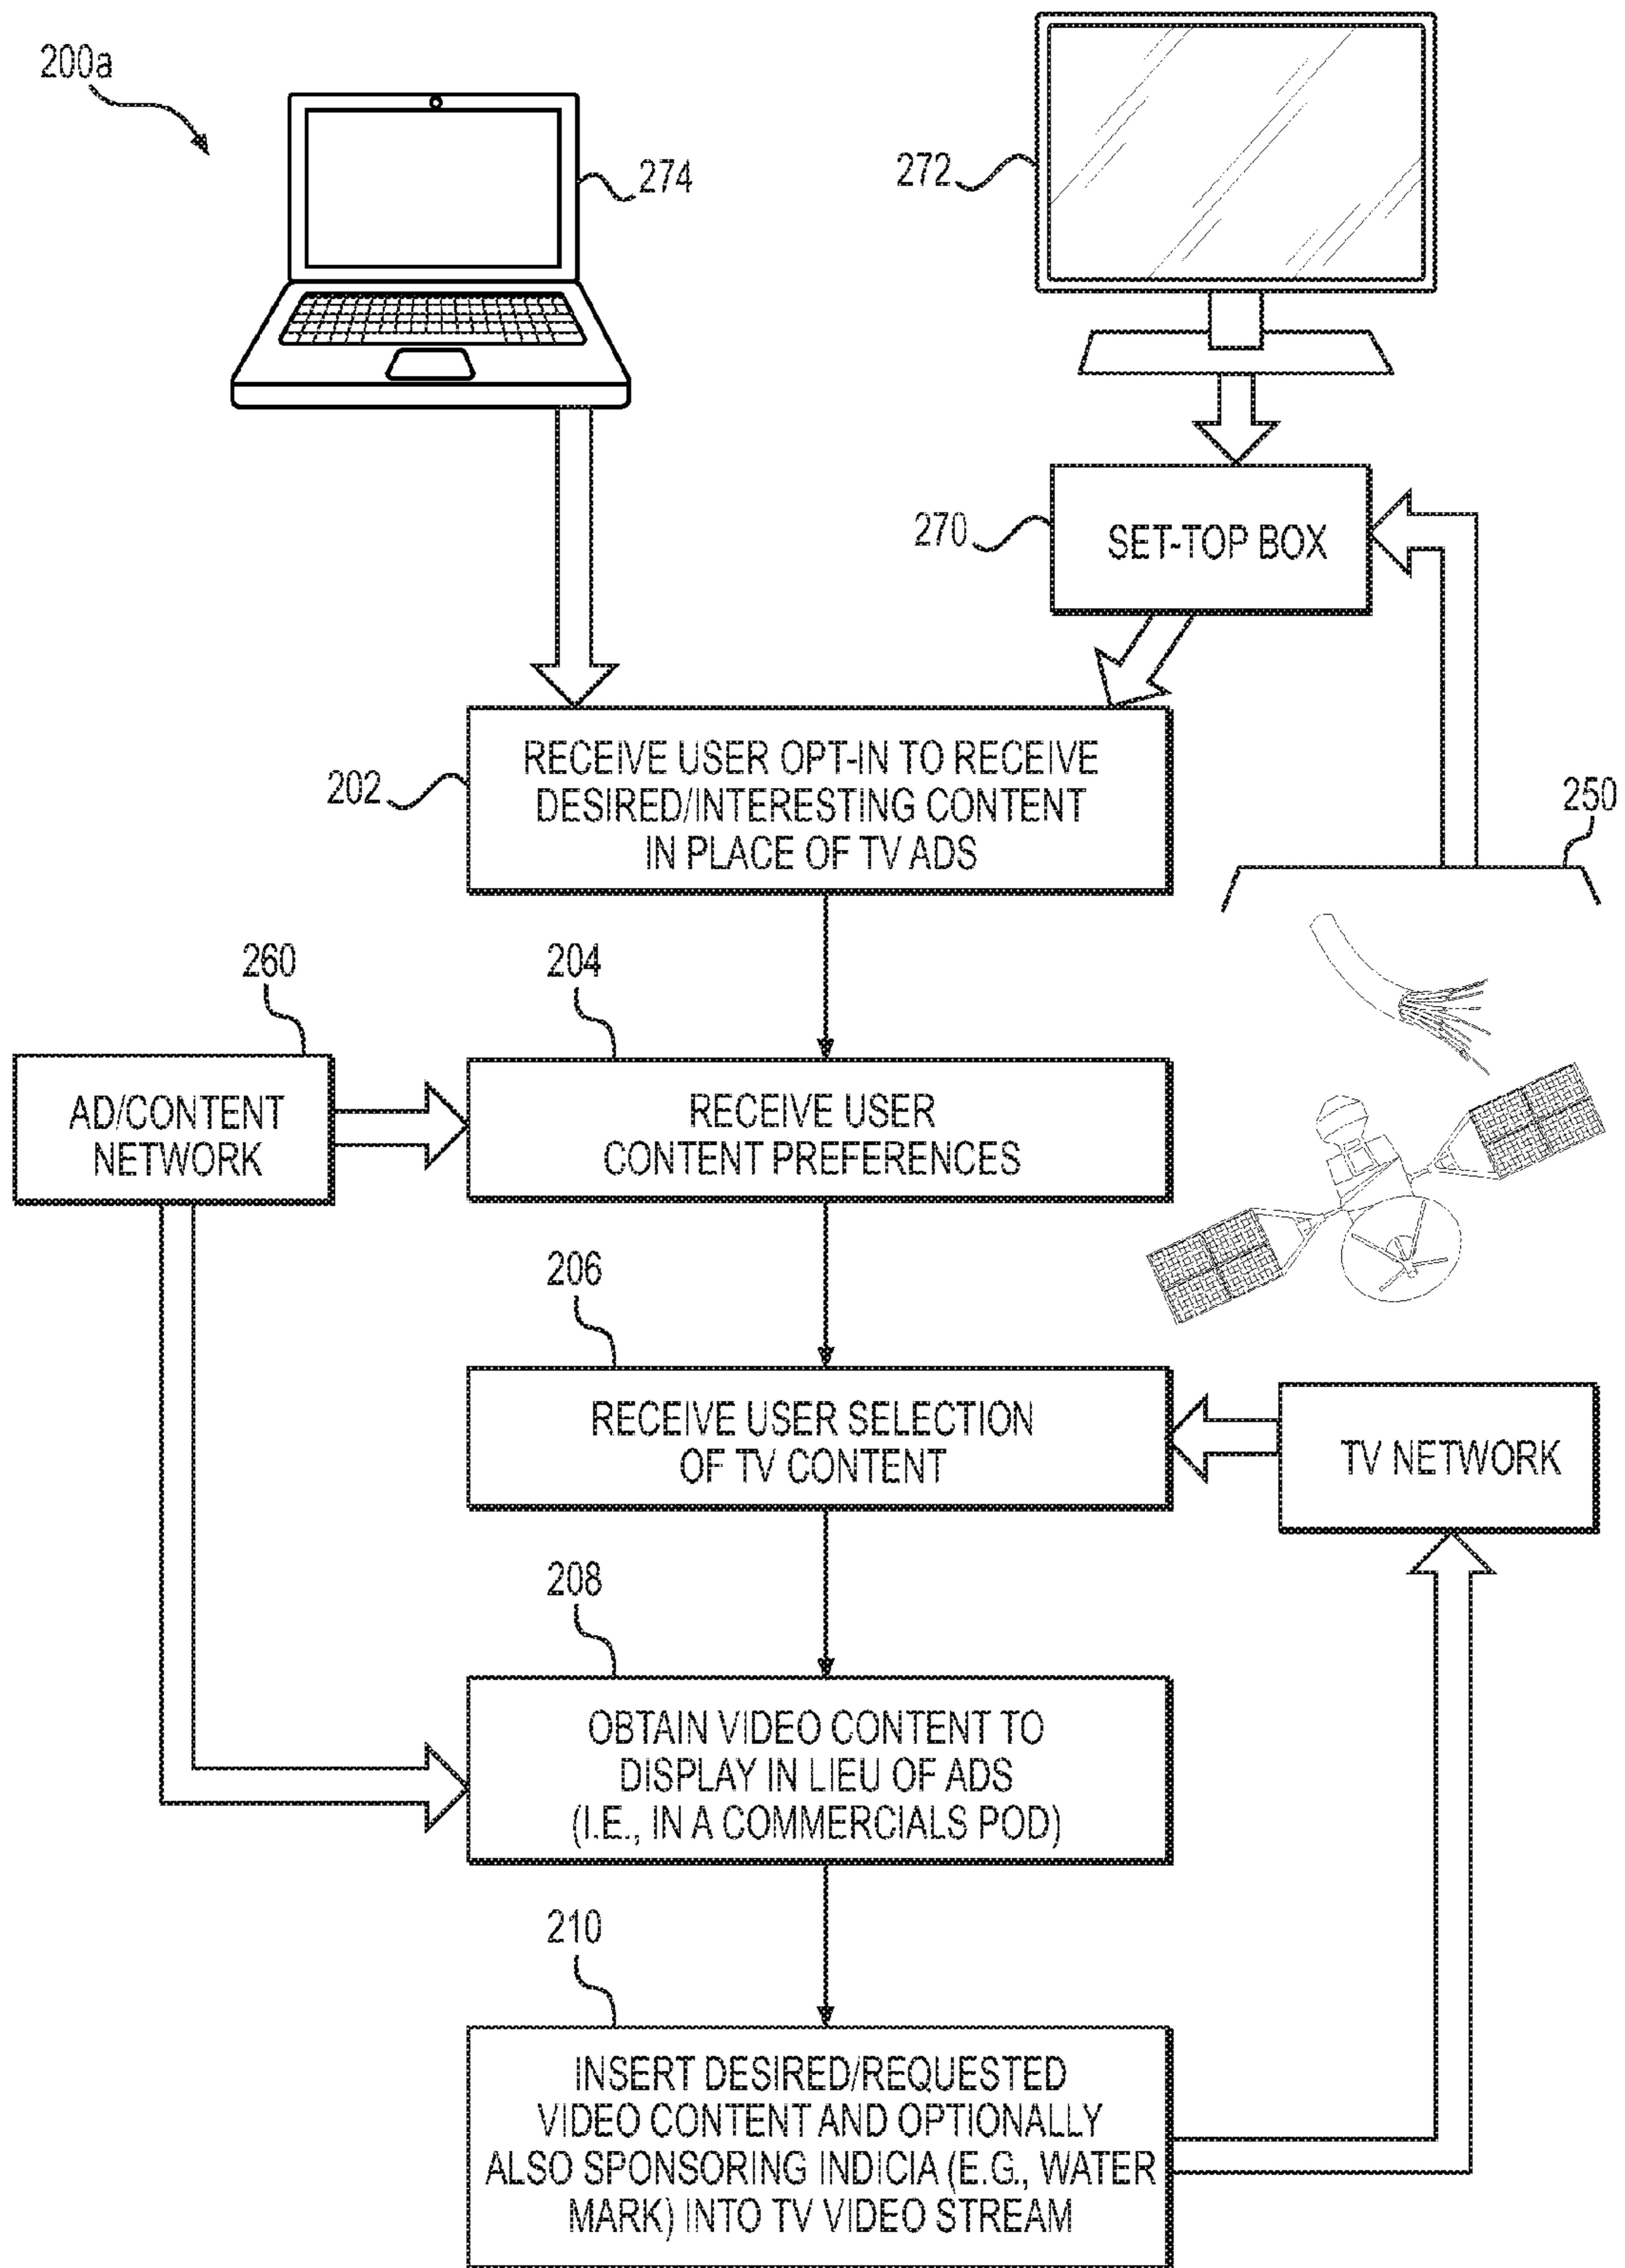 200a
274
272
270
SET-TOP BOX
202
RECEIVE USER OPT-IN TO RECEIVE
DESIRED/INTERESTING CONTENT
IN PLACE OF TV ADS
250
260
204
AD/CONTENT
NETWORK
RECEIVE USER
CONTENT PREFERENCES
206
RECEIVE USER SELECTION
OF TV CONTENT
TV NETWORK
208
OBTAIN VIDEO CONTENT TO
DISPLAY IN LIEU OF ADS
(I.E., IN A COMMERCIALS POD)
210
INSERT DESIRED/REQUESTED
VIDEO CONTENT AND OPTIONALLY
ALSO SPONSORING INDICIA (E.G., WATER
MARK) INTO TV VIDEO STREAM